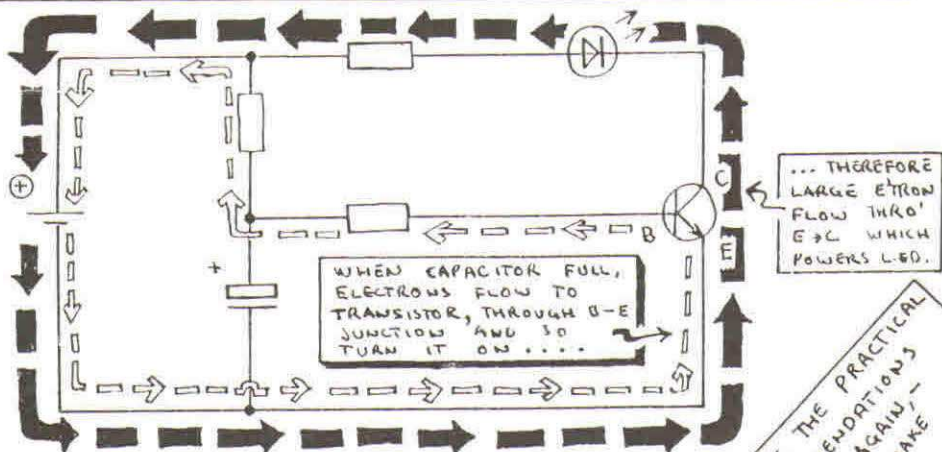 +
C
B
E
+
WHEN CAPACITOR FULL,
ELECTRONS FLOW TO
TRANSISTOR, THROUGH B-E
JUNCTION AND SO
TURN IT ON ....
... THEREFORE
LARGE E'TRON
FLOW THRO'
E→C WHICH
POWERS L.E.D.
THE PRACTICAL
ENDATIONS
AGAIN,-
AKE